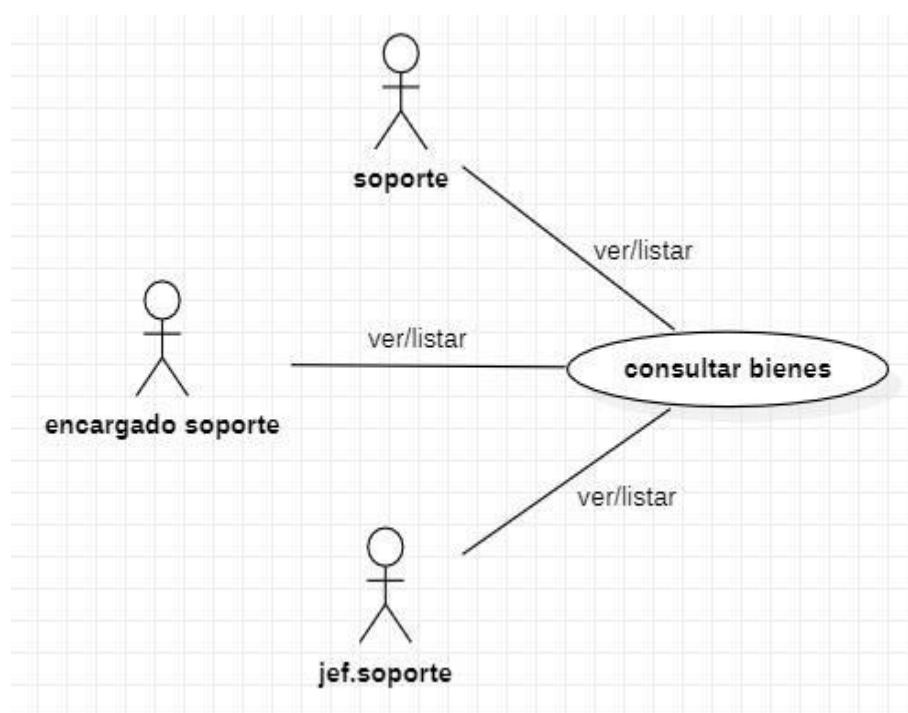 soporte
ver/listar
ver/listar
consultar bienes
encargado soporte
ver/listar
jef.soporte